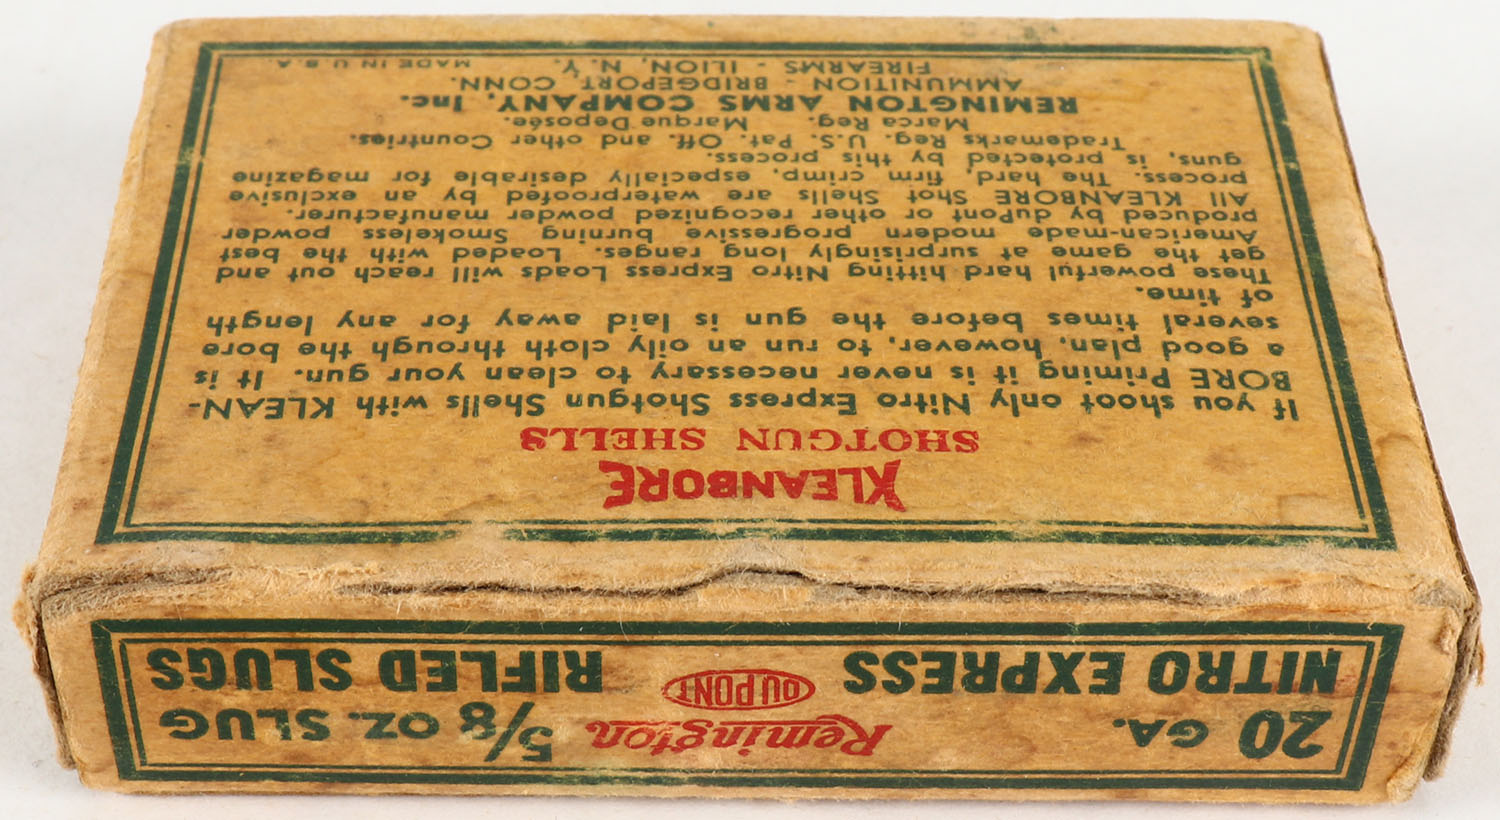 20 GA.
Remington
5/8 OZ. SLUG
NITRO EXPRESS
DU PONT
RIFLED SLUGS
KLEANBORE
SHOTGUN SHELLS
If you shoot only Nitro Express Shotgun Shells with KLEAN-
BORE Priming it is never necessary to clean your gun. It is
a good plan, however, to run an oily cloth through the bore
several times before the gun is laid away for any length
of time.
These powerful hard hitting Nitro Express Loads will reach out and
get the game at surprisingly long ranges. Loaded with the best
American-made modern progressive burning Smokeless powder
produced by duPont or other recognized powder manufacturer.
All KLEANBORE Shot Shells are waterproofed by an exclusive
process. The hard, firm crimp, especially desirable for magazine
guns, is protected by this process.
Trademarks Reg. U.S. Pat. Off. and other Countries.
Marca Reg. Marque Deposée.
REMINGTON ARMS COMPANY, Inc.
AMMUNITION - BRIDGEPORT CONN.
FIREARMS - ILION, N.Y. MADE IN U.S.A.